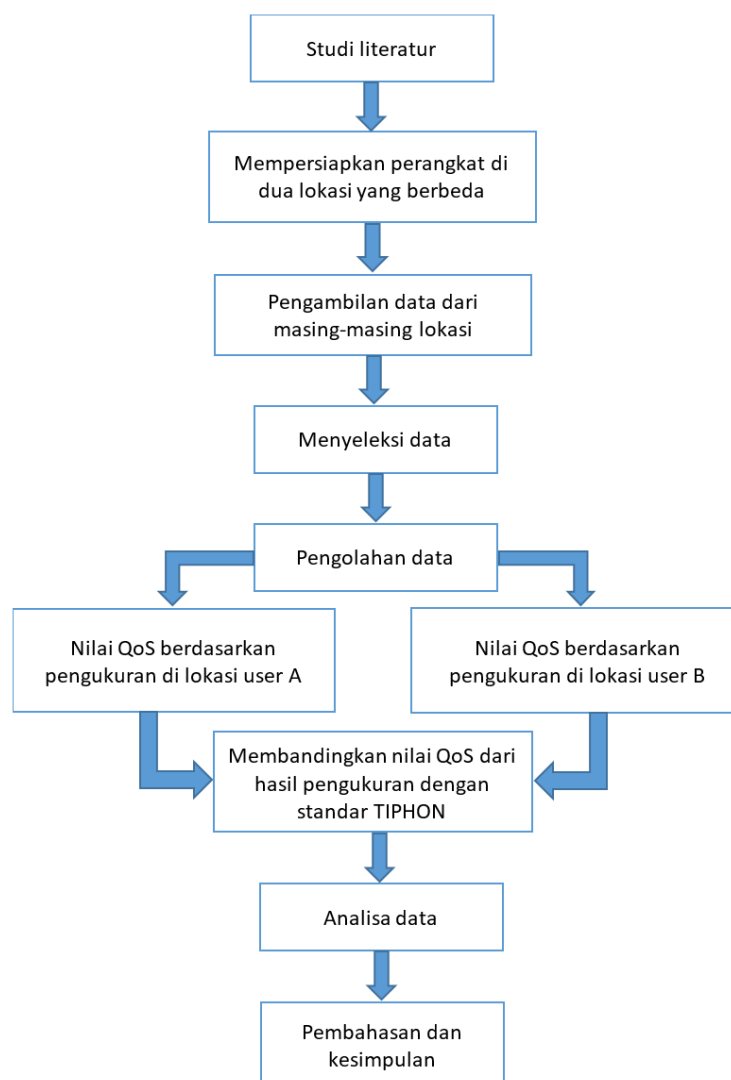 Studi literatur
Mempersiapkan perangkat di
dua lokasi yang berbeda
Pengambilan data dari
masing-masing lokasi
Menyeleksi data
Pengolahan data
Nilai QoS berdasarkan
pengukuran di lokasi user A
Nilai QoS berdasarkan
pengukuran di lokasi user B
Membandingkan nilai QoS dari
hasil pengukuran dengan
standar TIPHON
Analisa data
Pembahasan dan
kesimpulan